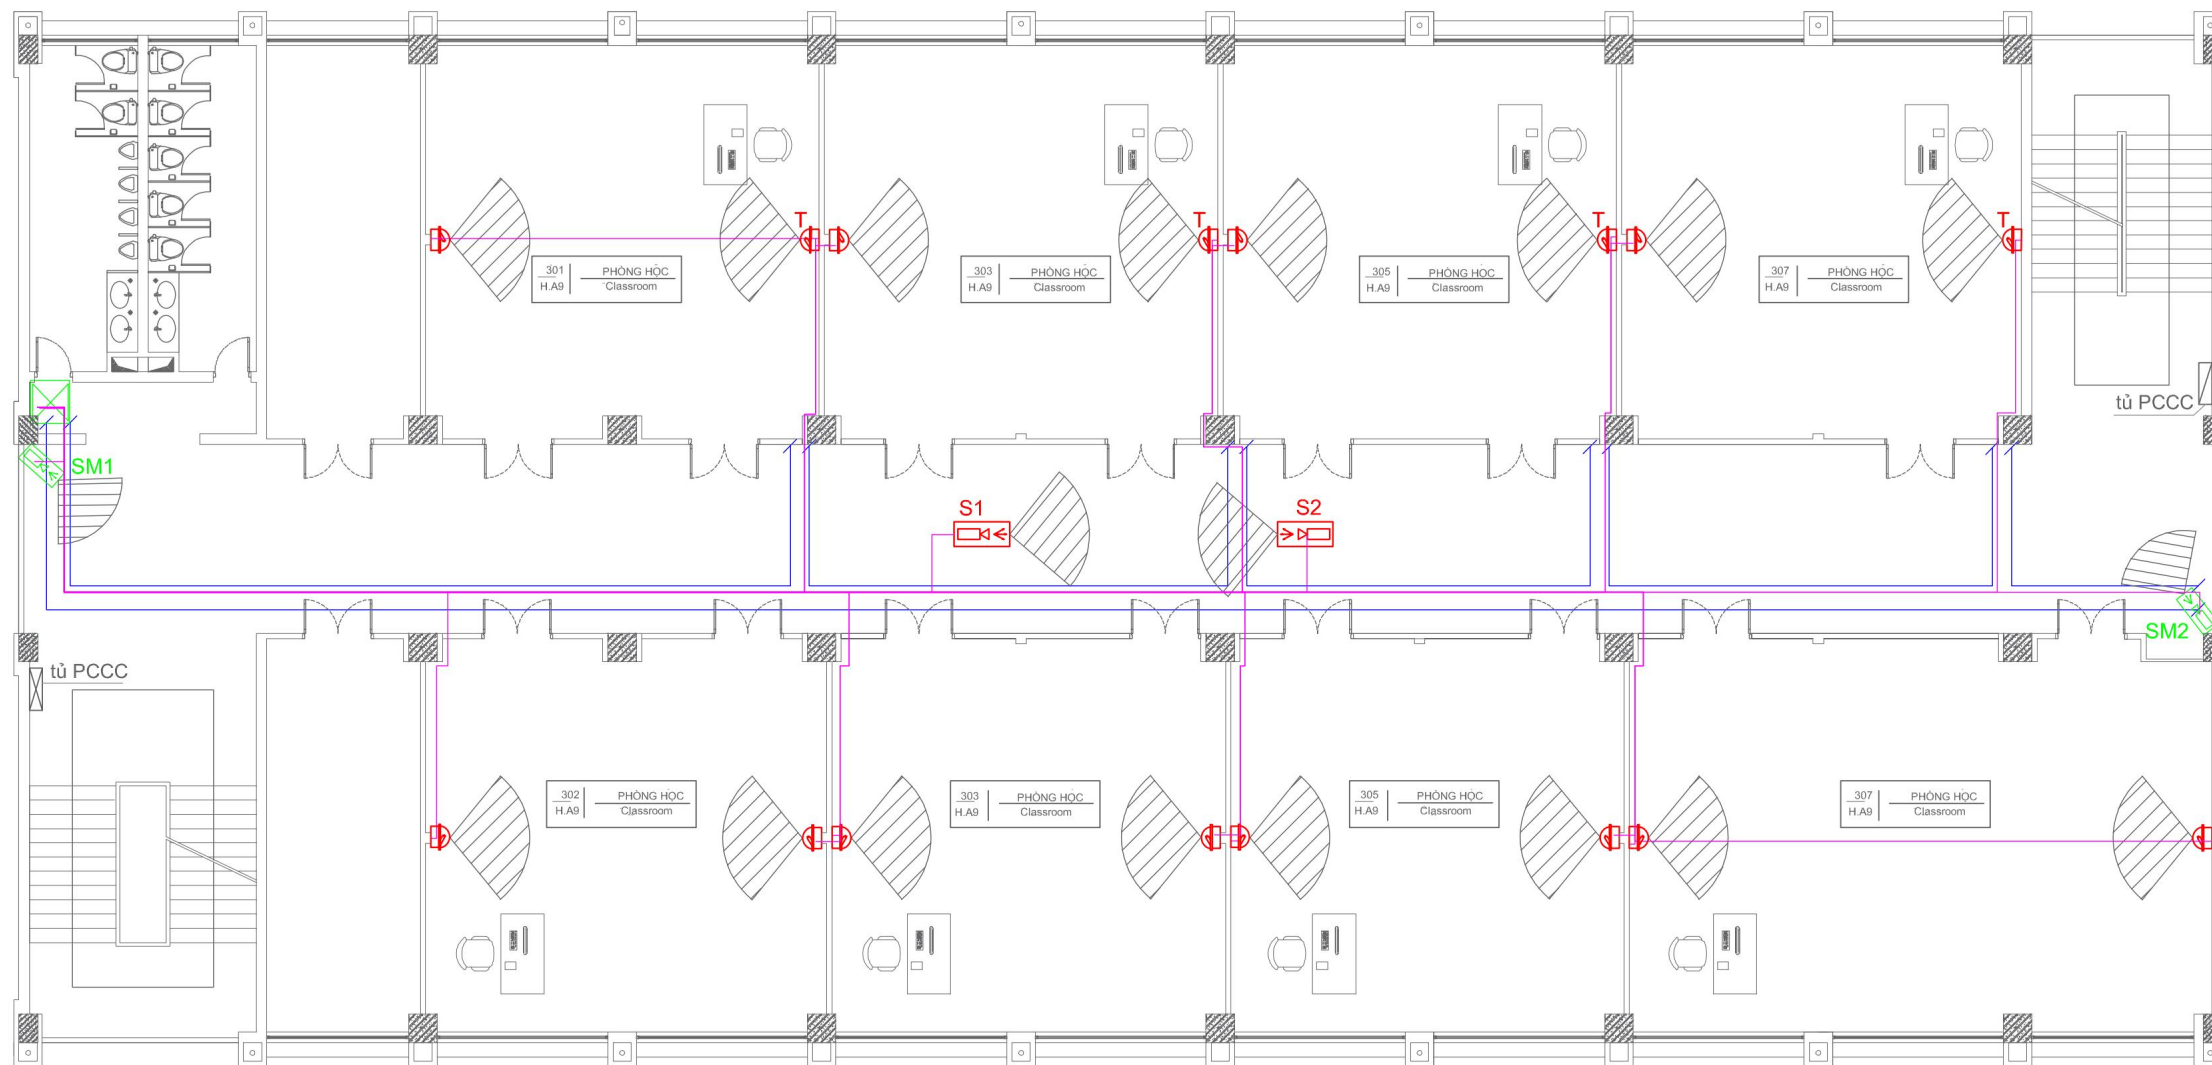 T
T
T
T
301
H.A9
PHÒNG HỌC
Classroom
303
H.A9
PHÒNG HỌC
Classroom
305
H.A9
PHÒNG HỌC
Classroom
307
H.A9
PHÒNG HỌC
Classroom
tủ PCCC
SM1
S1
S2
SM2
tủ PCCC
302
H.A9
PHÒNG HỌC
Classroom
303
H.A9
PHÒNG HỌC
Classroom
305
H.A9
PHÒNG HỌC
Classroom
307
H.A9
PHÒNG HỌC
Classroom